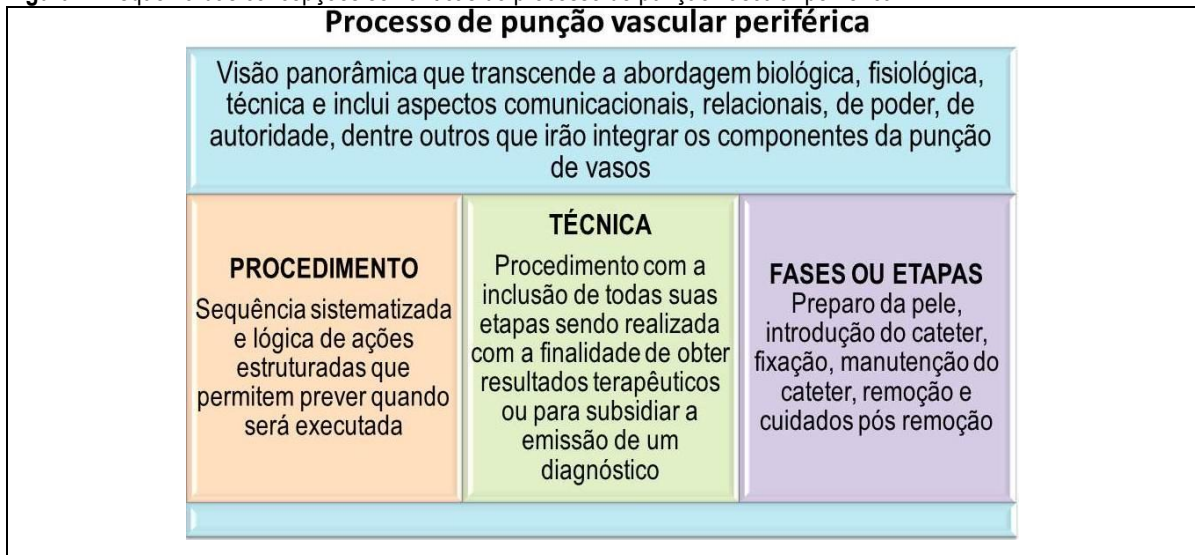 Processo de punção vascular periférica
Visão panorâmica que transcende a abordagem biológica, fisiológica,
técnica e inclui aspectos comunicacionais, relacionais, de poder, de
autoridade, dentre outros que irão integrar os componentes da punção
de vasos
PROCEDIMENTO
Sequência sistematizada
e lógica de ações
estruturadas que
permitem prever quando
será executada
TÉCNICA
Procedimento com a
inclusão de todas suas
etapas sendo realizada
com a finalidade de obter
resultados terapêuticos
ou para subsidiar a
emissão de um
diagnóstico
FASES OU ETAPAS
Preparo da pele,
introdução do cateter,
fixação, manutenção do
cateter, remoção e
cuidados pós remoção